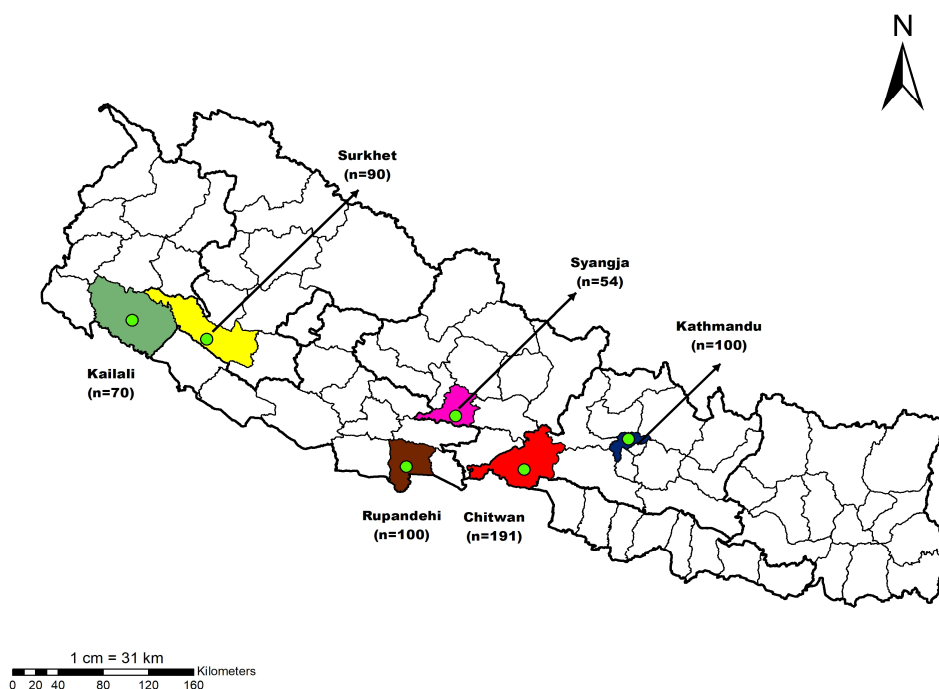 N
Surkhet
(n=90)
Syangja
(n=54)
Kathmandu
(n=100)
Kailali
(n=70)
Rupandehi
(n=100)
Chitwan
(n=191)
1 cm = 31 km
Kilometers
0 20 40 80 120 160